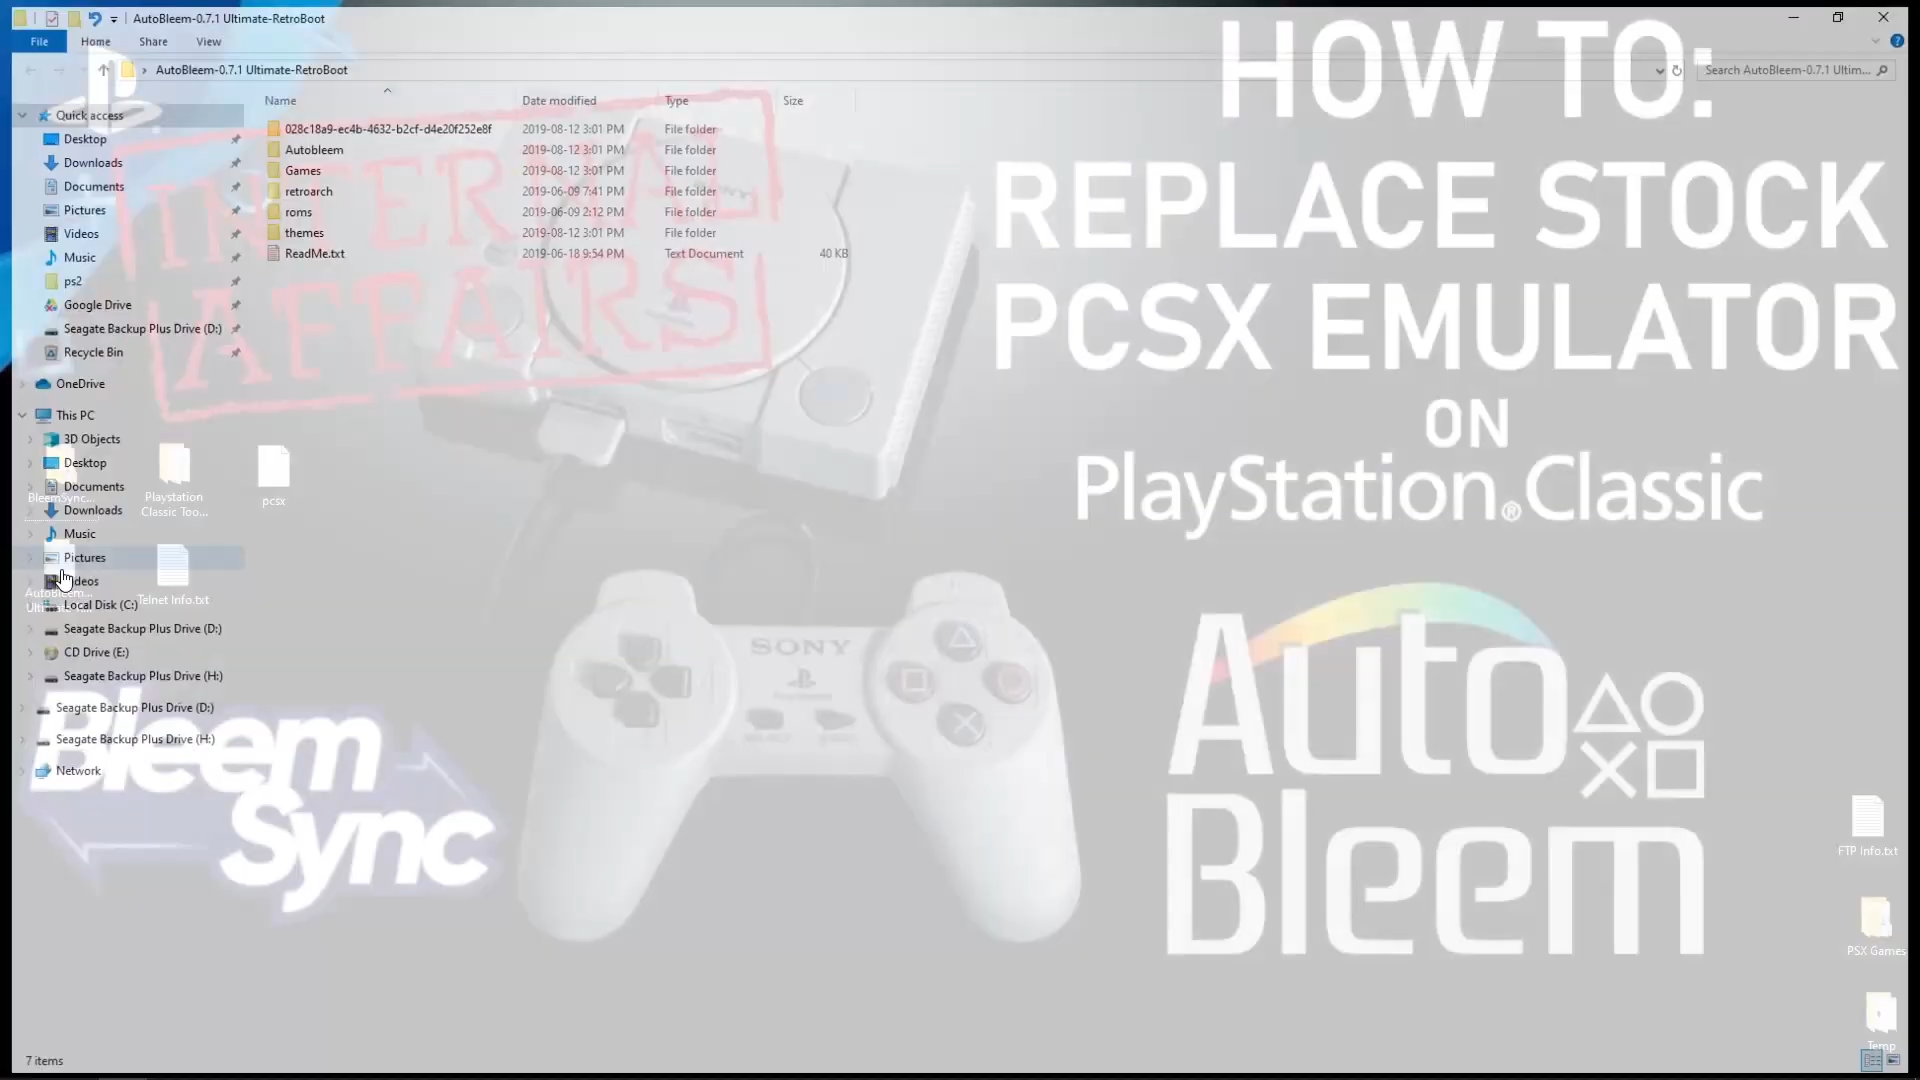 AutoBleem-0.7.1 Ultimate-RetroBoot
File Home Share View
AutoBleem-0.7.1 Ultimate-RetroBoot
Search AutoBleem-0.7.1 Ultim...
Name Date modified Type Size
028c18a9-ec4b-4632-b2cf-d4e20f252e8f 2019-08-12 3:01 PM File folder
Autobleem 2019-08-12 3:01 PM File folder
Games 2019-08-12 3:01 PM File folder
retroarch 2019-06-09 7:41 PM File folder
roms 2019-06-09 2:12 PM File folder
themes 2019-08-12 3:01 PM File folder
ReadMe.txt 2019-06-18 9:54 PM Text Document 40 KB
Quick access
Desktop
Downloads
Documents
Pictures
Videos
Music
ps2
Google Drive
Seagate Backup Plus Drive (D:)
Recycle Bin
OneDrive
This PC
3D Objects
Desktop
Documents
Downloads
Music
Pictures
Videos
Local Disk (C:)
Seagate Backup Plus Drive (D:)
CD Drive (E:)
Seagate Backup Plus Drive (H:)
Seagate Backup Plus Drive (D:)
Seagate Backup Plus Drive (H:)
Network
7 items
INTERNAL
AFFAIRS
HOW TO:
REPLACE STOCK
PCSX EMULATOR
ON
PlayStation®Classic
BleemSync...
Playstation
Classic Too...
pcsx
AutoBleem...
Telnet Info.txt
SONY
SONY
Bleem
Sync
Auto
Bleem
FTP Info.txt
PSX Games
Temp